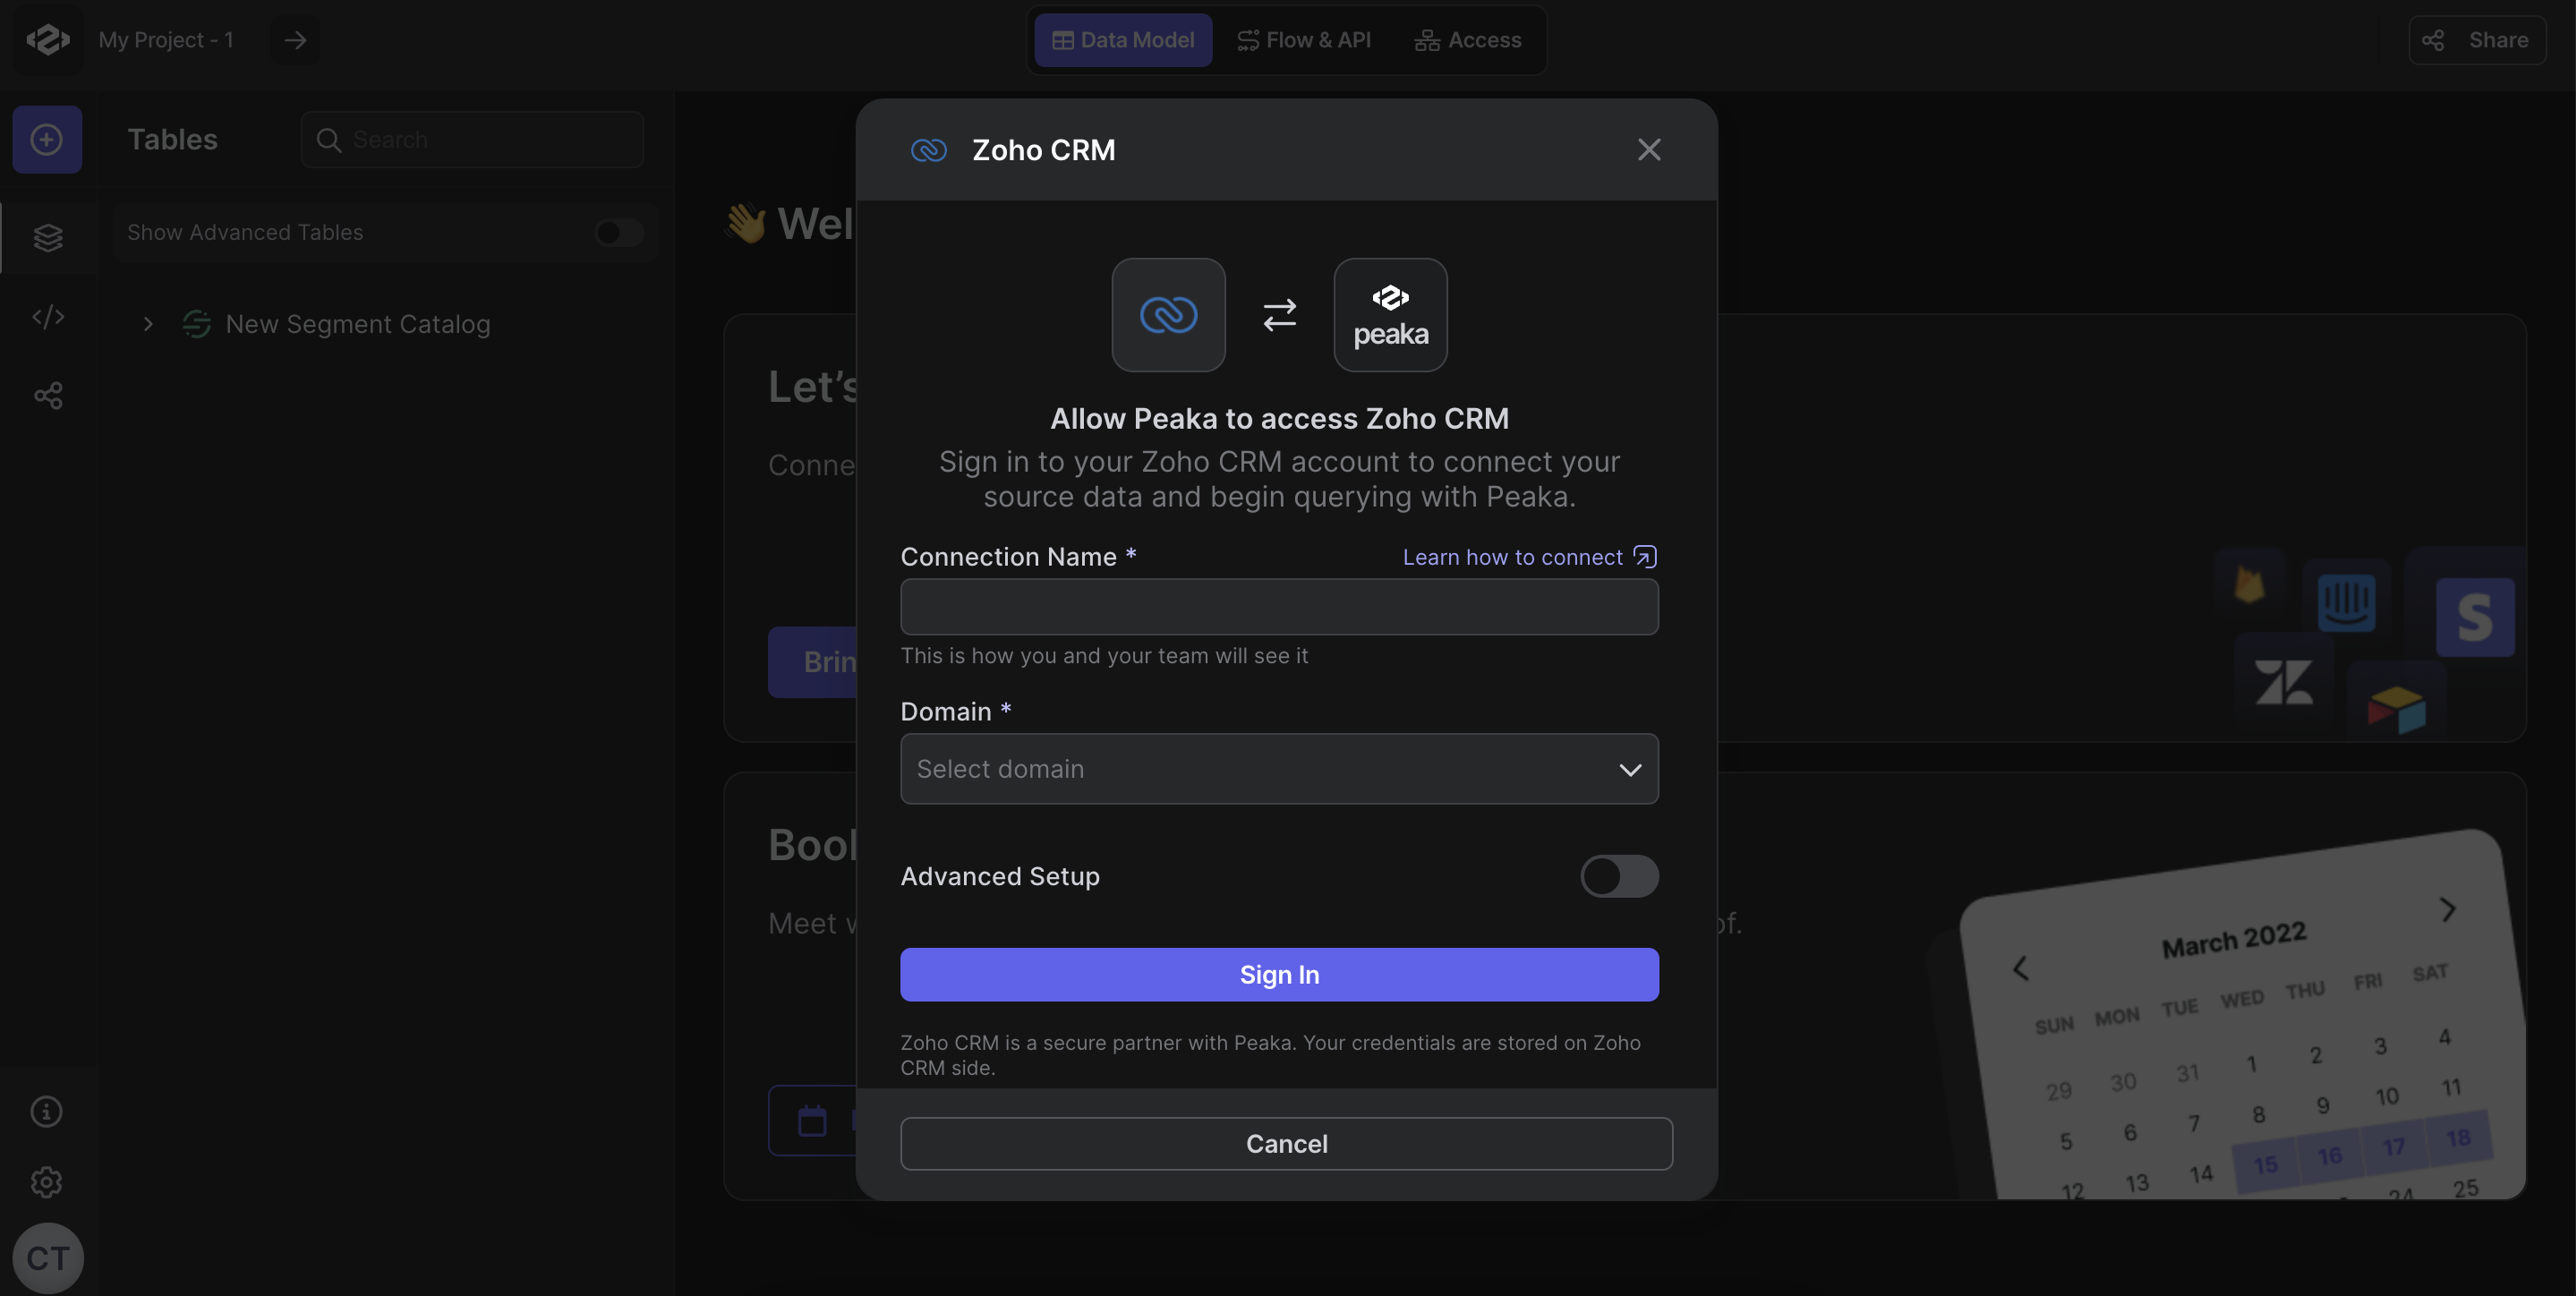 My Project - 1
Data Model
Flow & API
Access
Share
Tables
Search
Show Advanced Tables
New Segment Catalog
👋 Wel
Let's
Conne
Brin
Bool
Meet
of.
Zoho CRM
peaka
Allow Peaka to access Zoho CRM
Sign in to your Zoho CRM account to connect your
source data and begin querying with Peaka.
Connection Name *
Learn how to connect
This is how you and your team will see it
Domain *
Select domain
Advanced Setup
Sign In
Zoho CRM is a secure partner with Peaka. Your credentials are stored on Zoho
CRM side.
Cancel
March 2022
SUN MON TUE WED THU FRI SAT
29 30 31 1 2 3 4
5 6 7 8 9 10 11
12 13 14 15 16 17 18
24 25
CT